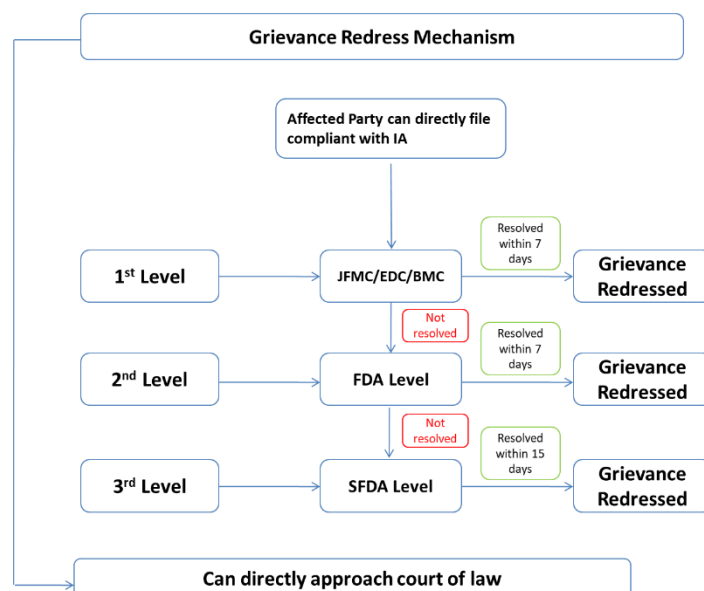 Grievance Redress Mechanism
Affected Party can directly file
compliant with IA
Resolved
within 7
days
1st Level
JFMC/EDC/BMC
Grievance
Redressed
Not
resolved
Resolved
within 7
days
2nd Level
FDA Level
Grievance
Redressed
Not
resolved
Resolved
within 15
days
3rd Level
SFDA Level
Grievance
Redressed
Can directly approach court of law